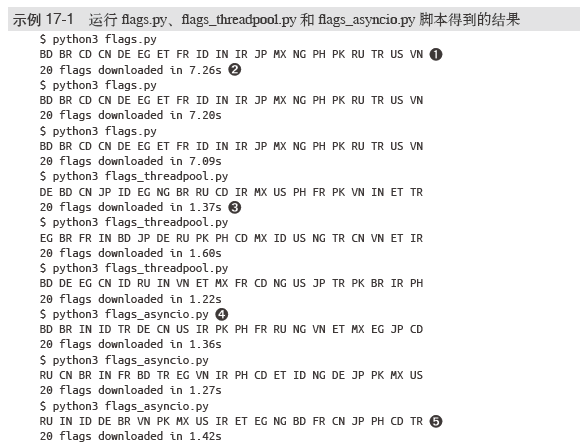 示例 17-1 运行 flags.py、flags_threadpool.py 和 flags_asyncio.py 脚本得到的结果
$ python3 flags.py
BD BR CD CN DE EG ET FR ID IN IR JP MX NG PH PK RU TR US VN ❶
20 flags downloaded in 7.26s ❷
$ python3 flags.py
BD BR CD CN DE EG ET FR ID IN IR JP MX NG PH PK RU TR US VN
20 flags downloaded in 7.20s
$ python3 flags.py
BD BR CD CN DE EG ET FR ID IN IR JP MX NG PH PK RU TR US VN
20 flags downloaded in 7.09s
$ python3 flags_threadpool.py
DE BD CN JP ID EG NG BR RU CD IR MX US PH FR PK VN IN ET TR
20 flags downloaded in 1.37s ❸
$ python3 flags_threadpool.py
EG BR FR IN BD JP DE RU PK PH CD MX ID US NG TR CN VN ET IR
20 flags downloaded in 1.60s
$ python3 flags_threadpool.py
BD DE EG CN ID RU IN VN ET MX FR CD NG US JP TR PK BR IR PH
20 flags downloaded in 1.22s
$ python3 flags_asyncio.py ❹
BD BR IN ID TR DE CN US IR PK PH FR RU NG VN ET MX EG JP CD
20 flags downloaded in 1.36s
$ python3 flags_asyncio.py
RU CN BR IN FR BD TR EG VN IR PH CD ET ID NG DE JP PK MX US
20 flags downloaded in 1.27s
$ python3 flags_asyncio.py
RU IN ID DE BR VN PK MX US IR ET EG NG BD FR CN JP PH CD TR ❺
20 flags downloaded in 1.42s